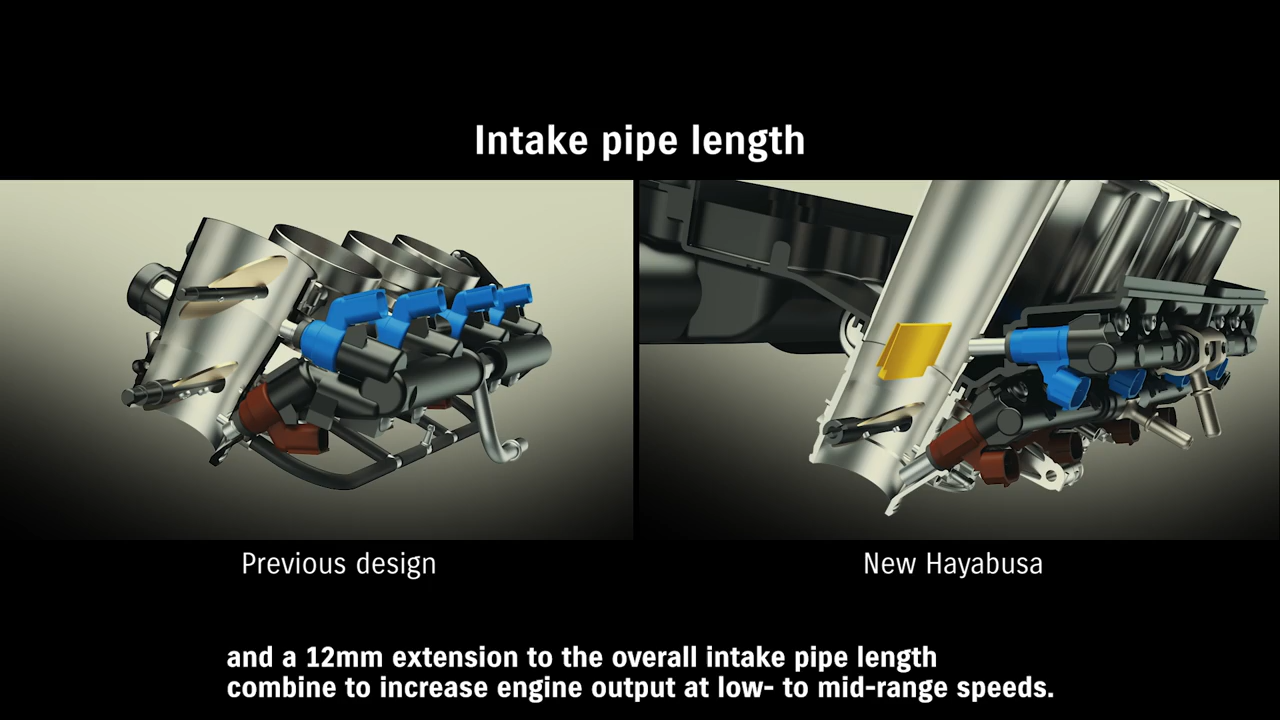 Intake pipe length
Previous design
New Hayabusa
and a 12mm extension to the overall intake pipe length
combine to increase engine output at low- to mid-range speeds.